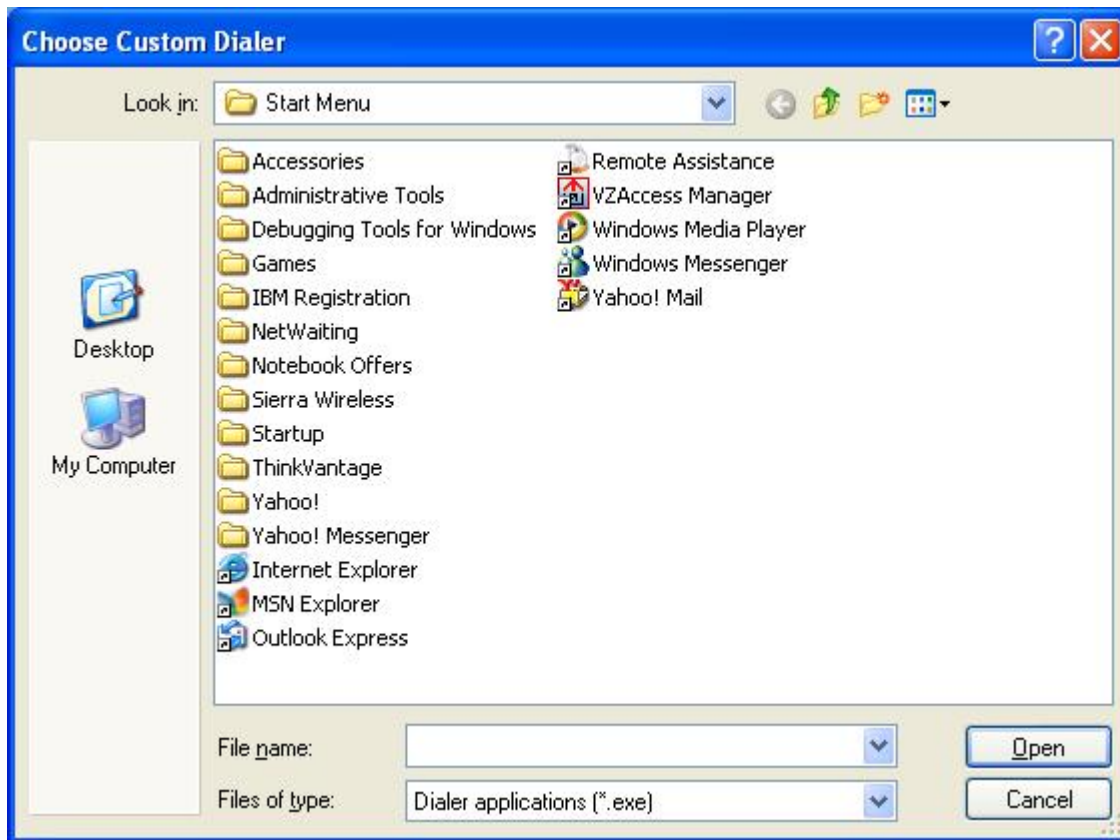 Choose Custom Dialer
Look in: Start Menu
Desktop
My Computer
Accessories
Administrative Tools
Debugging Tools for Windows
Games
IBM Registration
NetWaiting
Notebook Offers
Sierra Wireless
Startup
ThinkVantage
Yahoo!
Yahoo! Messenger
Internet Explorer
MSN Explorer
Outlook Express
Remote Assistance
VZAccess Manager
Windows Media Player
Windows Messenger
Yahoo! Mail
File name: Open
Files of type: Dialer applications (*.exe) Cancel